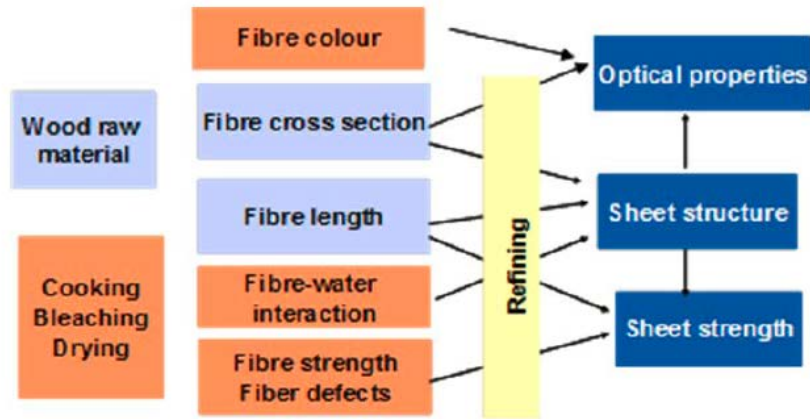 Wood raw
material
Cooking
Bleaching
Drying
Fibre colour
Fibre cross section
Fibre length
Fibre-water
interaction
Fibre strength
Fiber defects
Refining
Optical properties
Sheet structure
Sheet strength